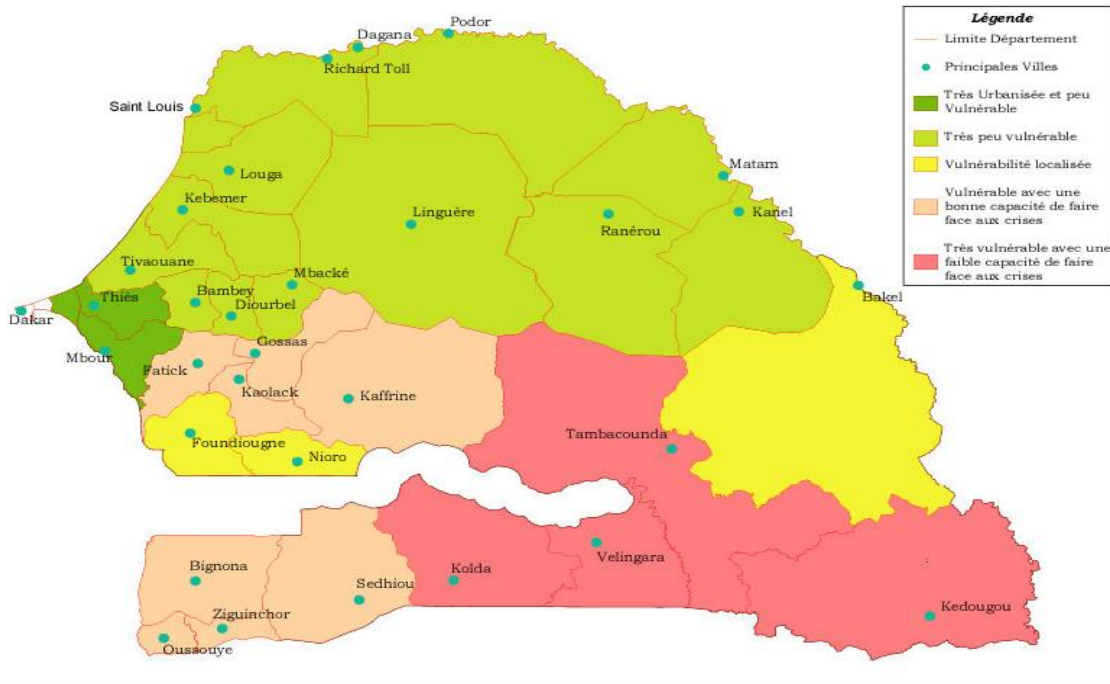 Légende
Limite Département
Principales Villes
Très Urbanisée et peu
Vulnérable
Très peu vulnérable
Vulnérabilité localisée
Vulnérable avec une
bonne capacité de faire
face aux crises
Très vulnérable avec une
faible capacité de faire
face aux crises
Podor
Dagana
Richard Toll
Saint Louis
Louga
Matam
Kebemer
Kanel
Linguère
Ranérou
Tivaouane
Mbacké
Bambey
Thiès
Diourbel
Bakel
Dakar
Gossas
Mbour
Fatick
Kaolack
Kaffrine
Foundiougne
Tambacounda
Nioro
Velingara
Bignona
Kolda
Sedhiou
Ziguinchor
Kedougou
Oussouye